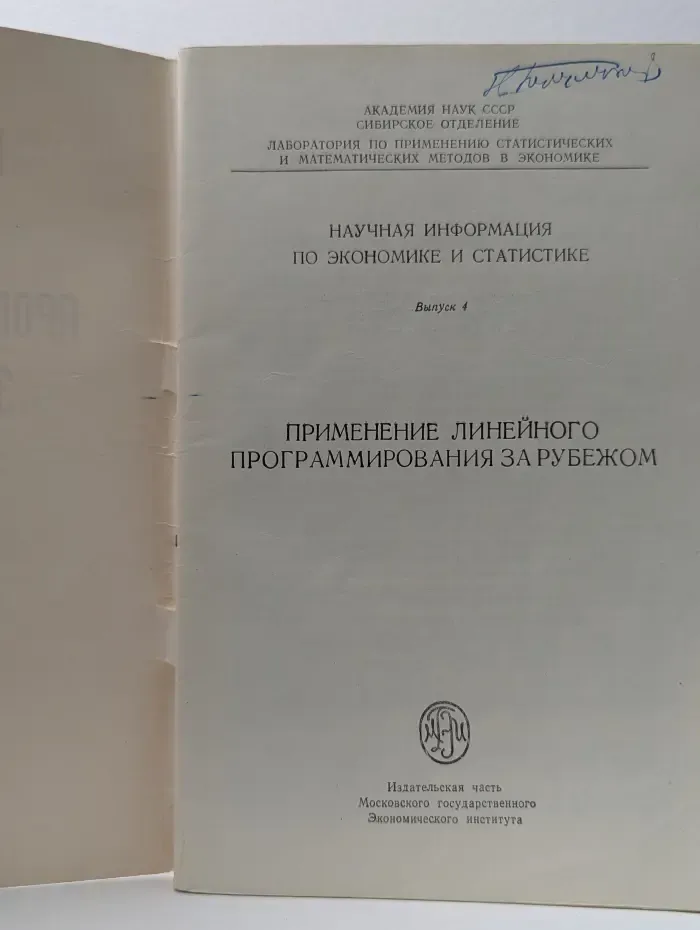 АКАДЕМИЯ НАУК СССР
СИБИРСКОЕ ОТДЕЛЕНИЕ
ЛАБОРАТОРИЯ ПО ПРИМЕНЕНИЮ СТАТИСТИЧЕСКИХ
И МАТЕМАТИЧЕСКИХ МЕТОДОВ В ЭКОНОМИКЕ
НАУЧНАЯ ИНФОРМАЦИЯ
ПО ЭКОНОМИКЕ И СТАТИСТИКЕ
Выпуск 4
ПРИМЕНЕНИЕ ЛИНЕЙНОГО
ПРОГРАММИРОВАНИЯ ЗА РУБЕЖОМ
МГЭИ
Издательская часть
Московского государственного
Экономического института